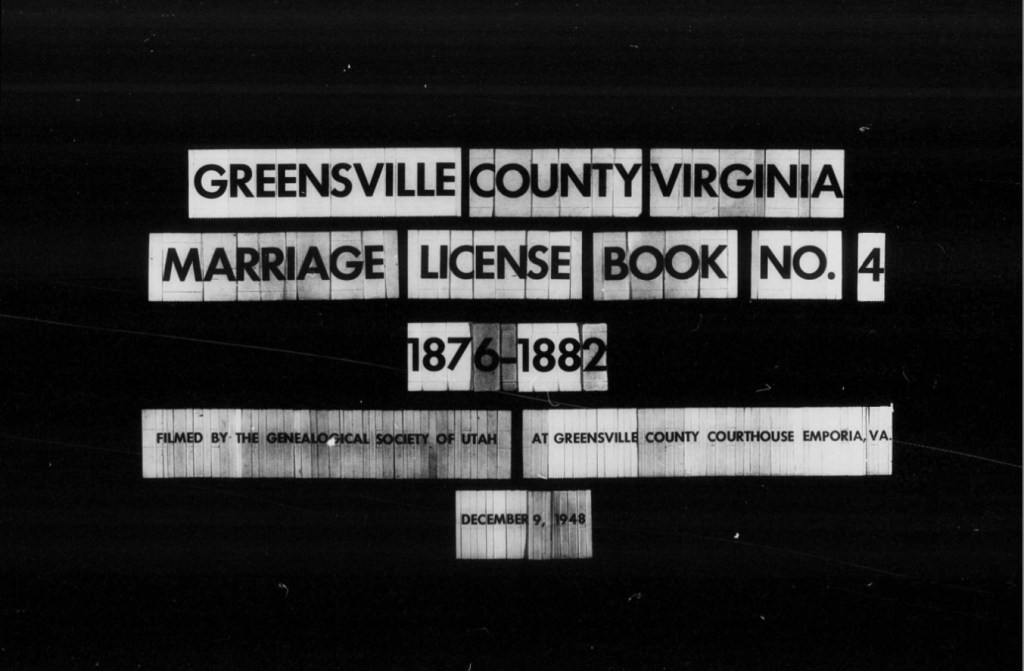 GREENSVILLE COUNTY VIRGINIA
MARRIAGE LICENSE BOOK NO. 4
1876-1882
FILMED BY THE GENEALOGICAL SOCIETY OF UTAH AT GREENSVILLE COUNTY COURTHOUSE EMPORIA, VA.
DECEMBER 9, 1948